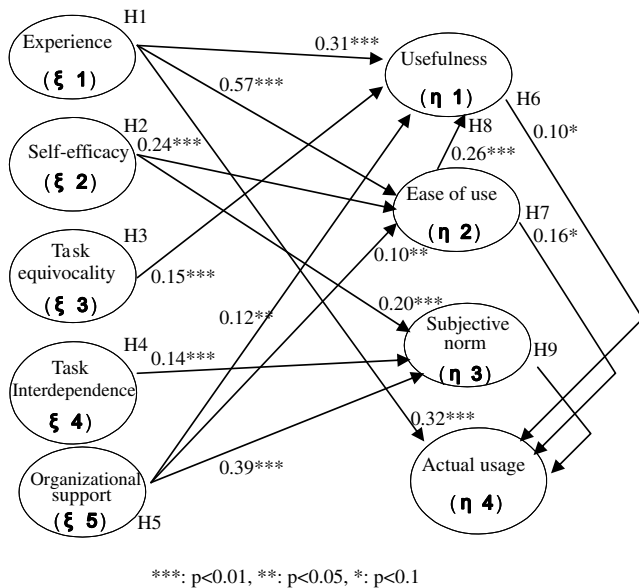 H1
Experience
(ξ 1)
0.31***
Usefulness
(η 1)
H6
0.57***
0.10*
H2
0.24***
Self-efficacy
(ξ 2)
H8
0.26***
Ease of use
(η 2)
H7
0.16*
H3
Task
equivocality
(ξ 3)
0.15***
0.10**
0.12**
0.20***
Subjective
norm
(η 3)
H9
H4
0.14***
Task
Interdependence
ξ 4)
0.32***
0.39***
Organizational
support
(ξ 5)
H5
Actual usage
(η 4)
***: p<0.01, **: p<0.05, *: p<0.1